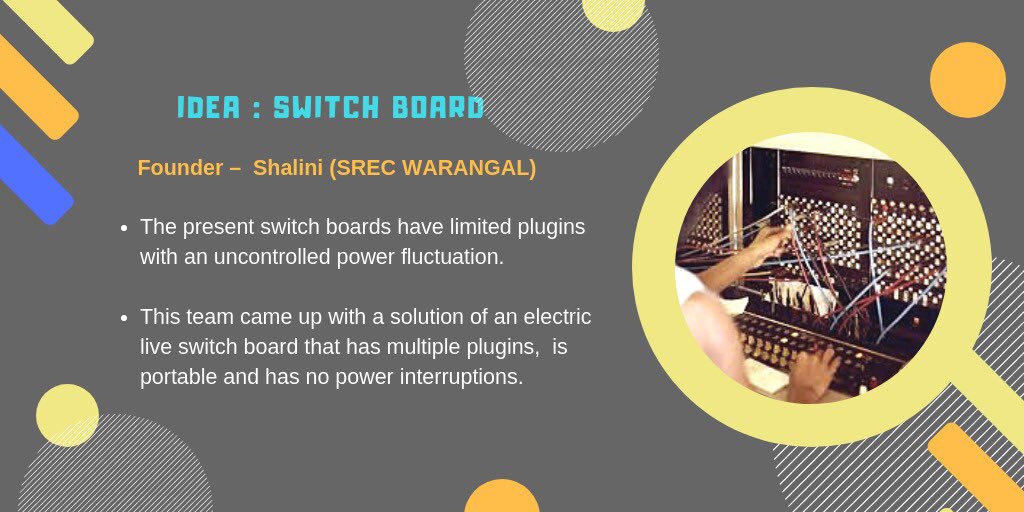 IDEA : SWITCH BOARD
Founder –  Shalini (SREC WARANGAL)
• The present switch boards have limited plugins
with an uncontrolled power fluctuation.
• This team came up with a solution of an electric
live switch board that has multiple plugins,  is
portable and has no power interruptions.